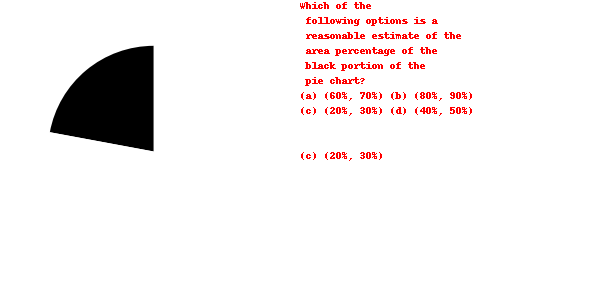 Which of the
following options is a
reasonable estimate of the
area percentage of the
black portion of the
pie chart?
(a) (60%, 70%) (b) (80%, 90%)
(c) (20%, 30%) (d) (40%, 50%)
(c) (20%, 30%)